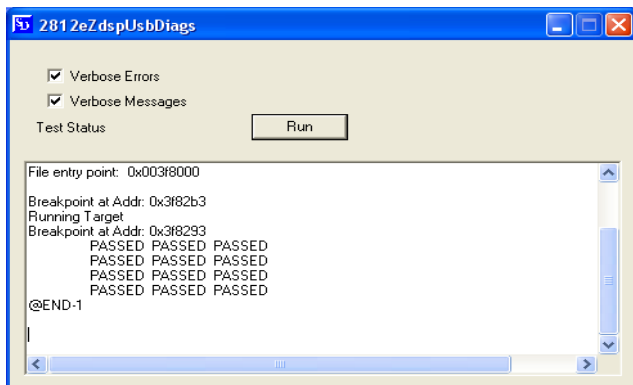 SD 2812eZdspUsbDiags
Verbose Errors
Verbose Messages
Test Status Run
File entry point: 0x003f8000
Breakpoint at Addr: 0x3f82b3
Running Target
Breakpoint at Addr: 0x3f8293
PASSED PASSED PASSED
PASSED PASSED PASSED
PASSED PASSED PASSED
PASSED PASSED PASSED
@END-1